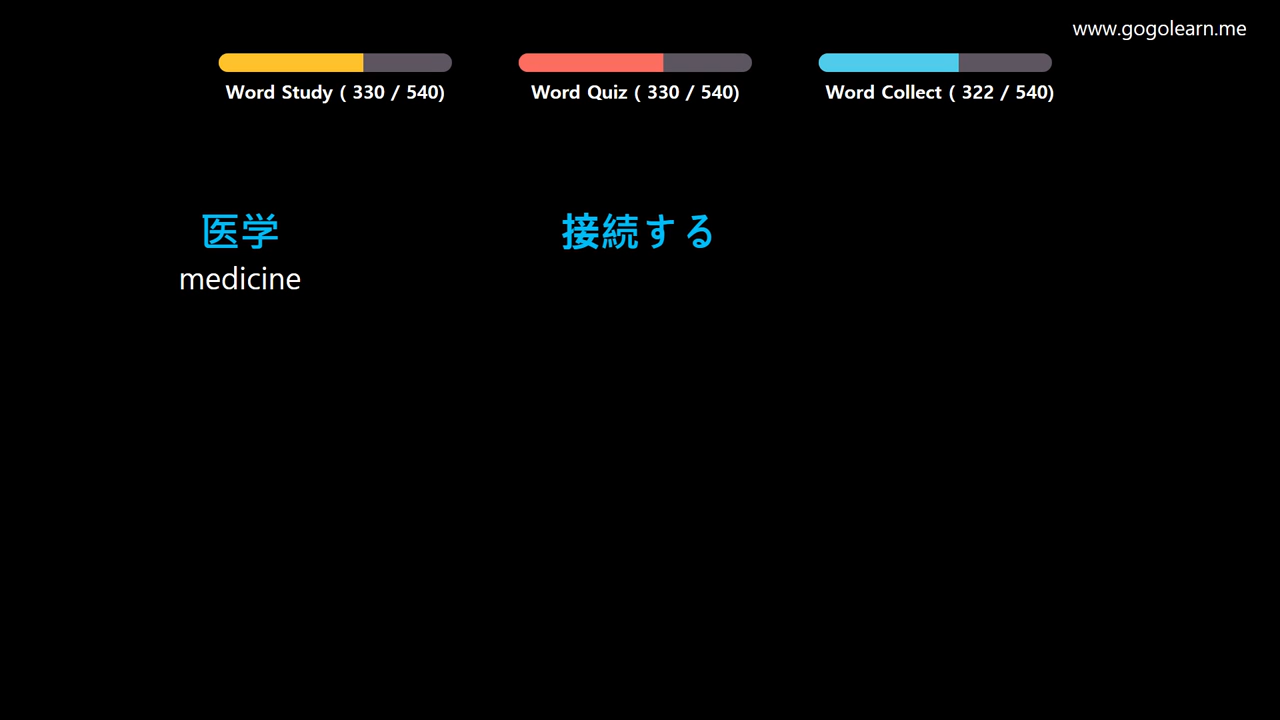 www.gogolearn.me
Word Study ( 330 / 540)
Word Quiz ( 330 / 540)
Word Collect ( 322 / 540)
医学
接続する
medicine